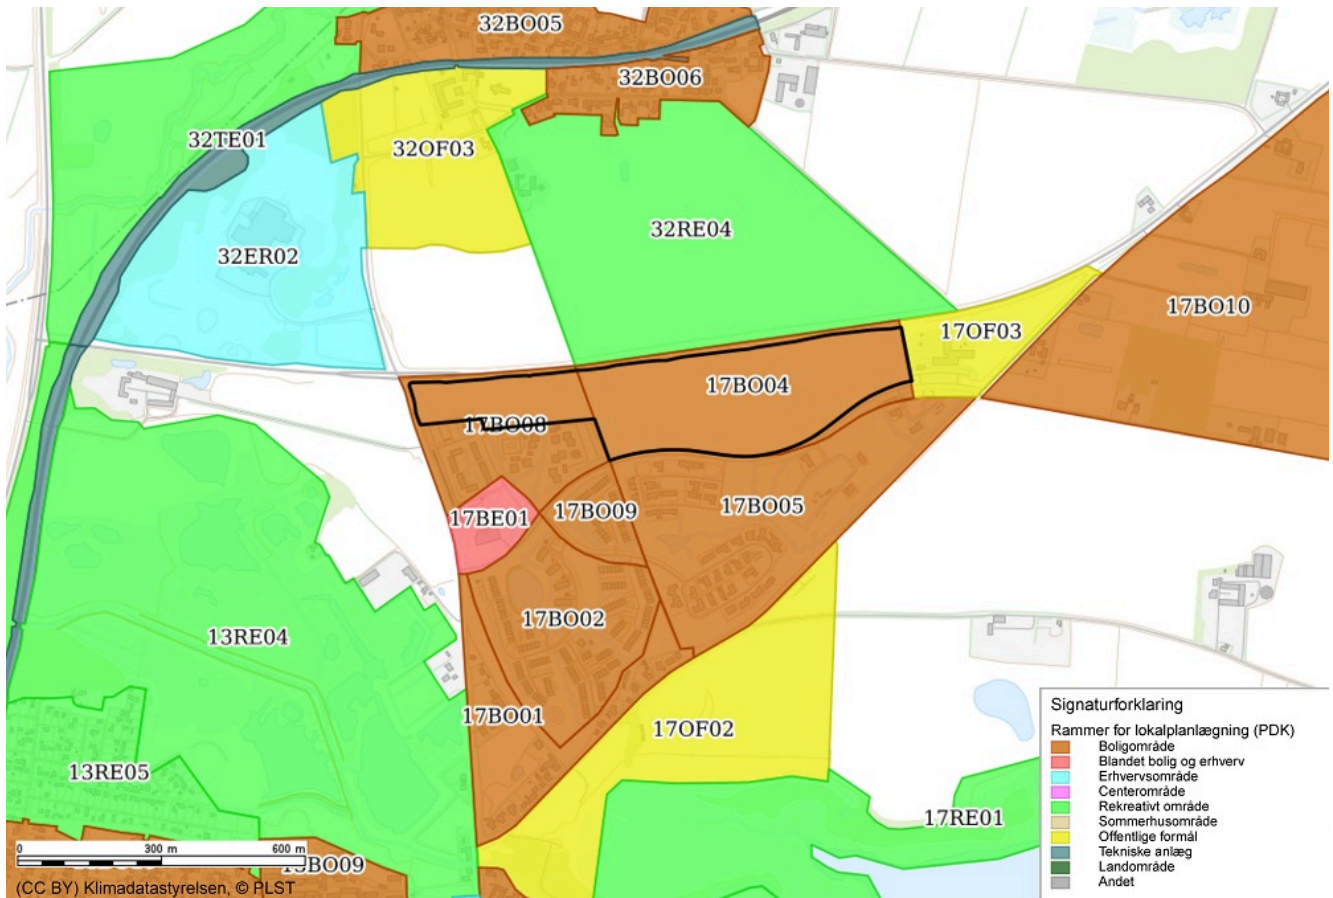 32BO05
32BO06
32TE01
32OF03
32RE04
32ER02
17BO10
17OF03
17BO04
17BO08
17BE01
17BO09
17BO05
17BO02
13RE04
17BO01
17OF02
13RE05
17RE01
BO09
Signaturforklaring
Rammer for lokalplanlægning (PDK)
Boligområde
Blandet bolig og erhverv
Erhvervsområde
Centerområde
Rekreativt område
Sommerhusområde
Offentlige formål
Tekniske anlæg
Landområde
Andet
0 300 m 600 m
(CC BY) Klimadatastyrelsen, © PLST